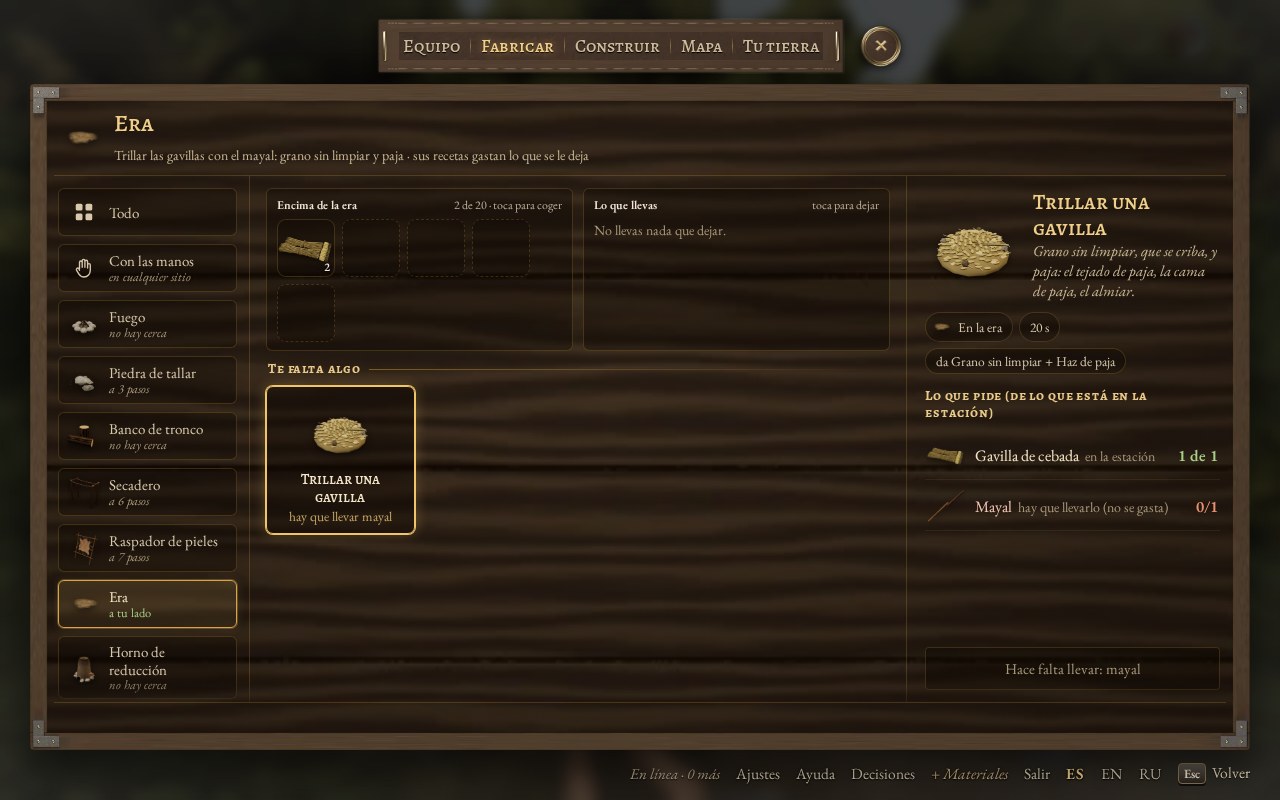 Equipo
Fabricar
Construir
Mapa
Tu tierra
Era
Trillar las gavillas con el mayal: grano sin limpiar y paja · sus recetas gastan lo que se le deja
Todo
Con las manos
en cualquier sitio
Fuego
no hay cerca
Piedra de tallar
a 3 pasos
Banco de tronco
no hay cerca
Secadero
a 6 pasos
Raspador de pieles
a 7 pasos
Era
a tu lado
Horno de
reducción
no hay cerca
Encima de la era
2 de 20 · toca para coger
2
Lo que llevas
toca para dejar
No llevas nada que dejar.
Te falta algo
Trillar una
gavilla
hay que llevar mayal
Trillar una
gavilla
Grano sin limpiar, que se criba, y
paja: el tejado de paja, la cama
de paja, el almiar.
En la era
20 s
da Grano sin limpiar + Haz de paja
Lo que pide (de lo que está en la
estación)
Gavilla de cebada en la estación 1 de 1
Mayal hay que llevarlo (no se gasta) 0/1
Hace falta llevar: mayal
En línea · 0 más
Ajustes
Ayuda
Decisiones
+ Materiales
Salir
ES
EN
RU
Esc
Volver